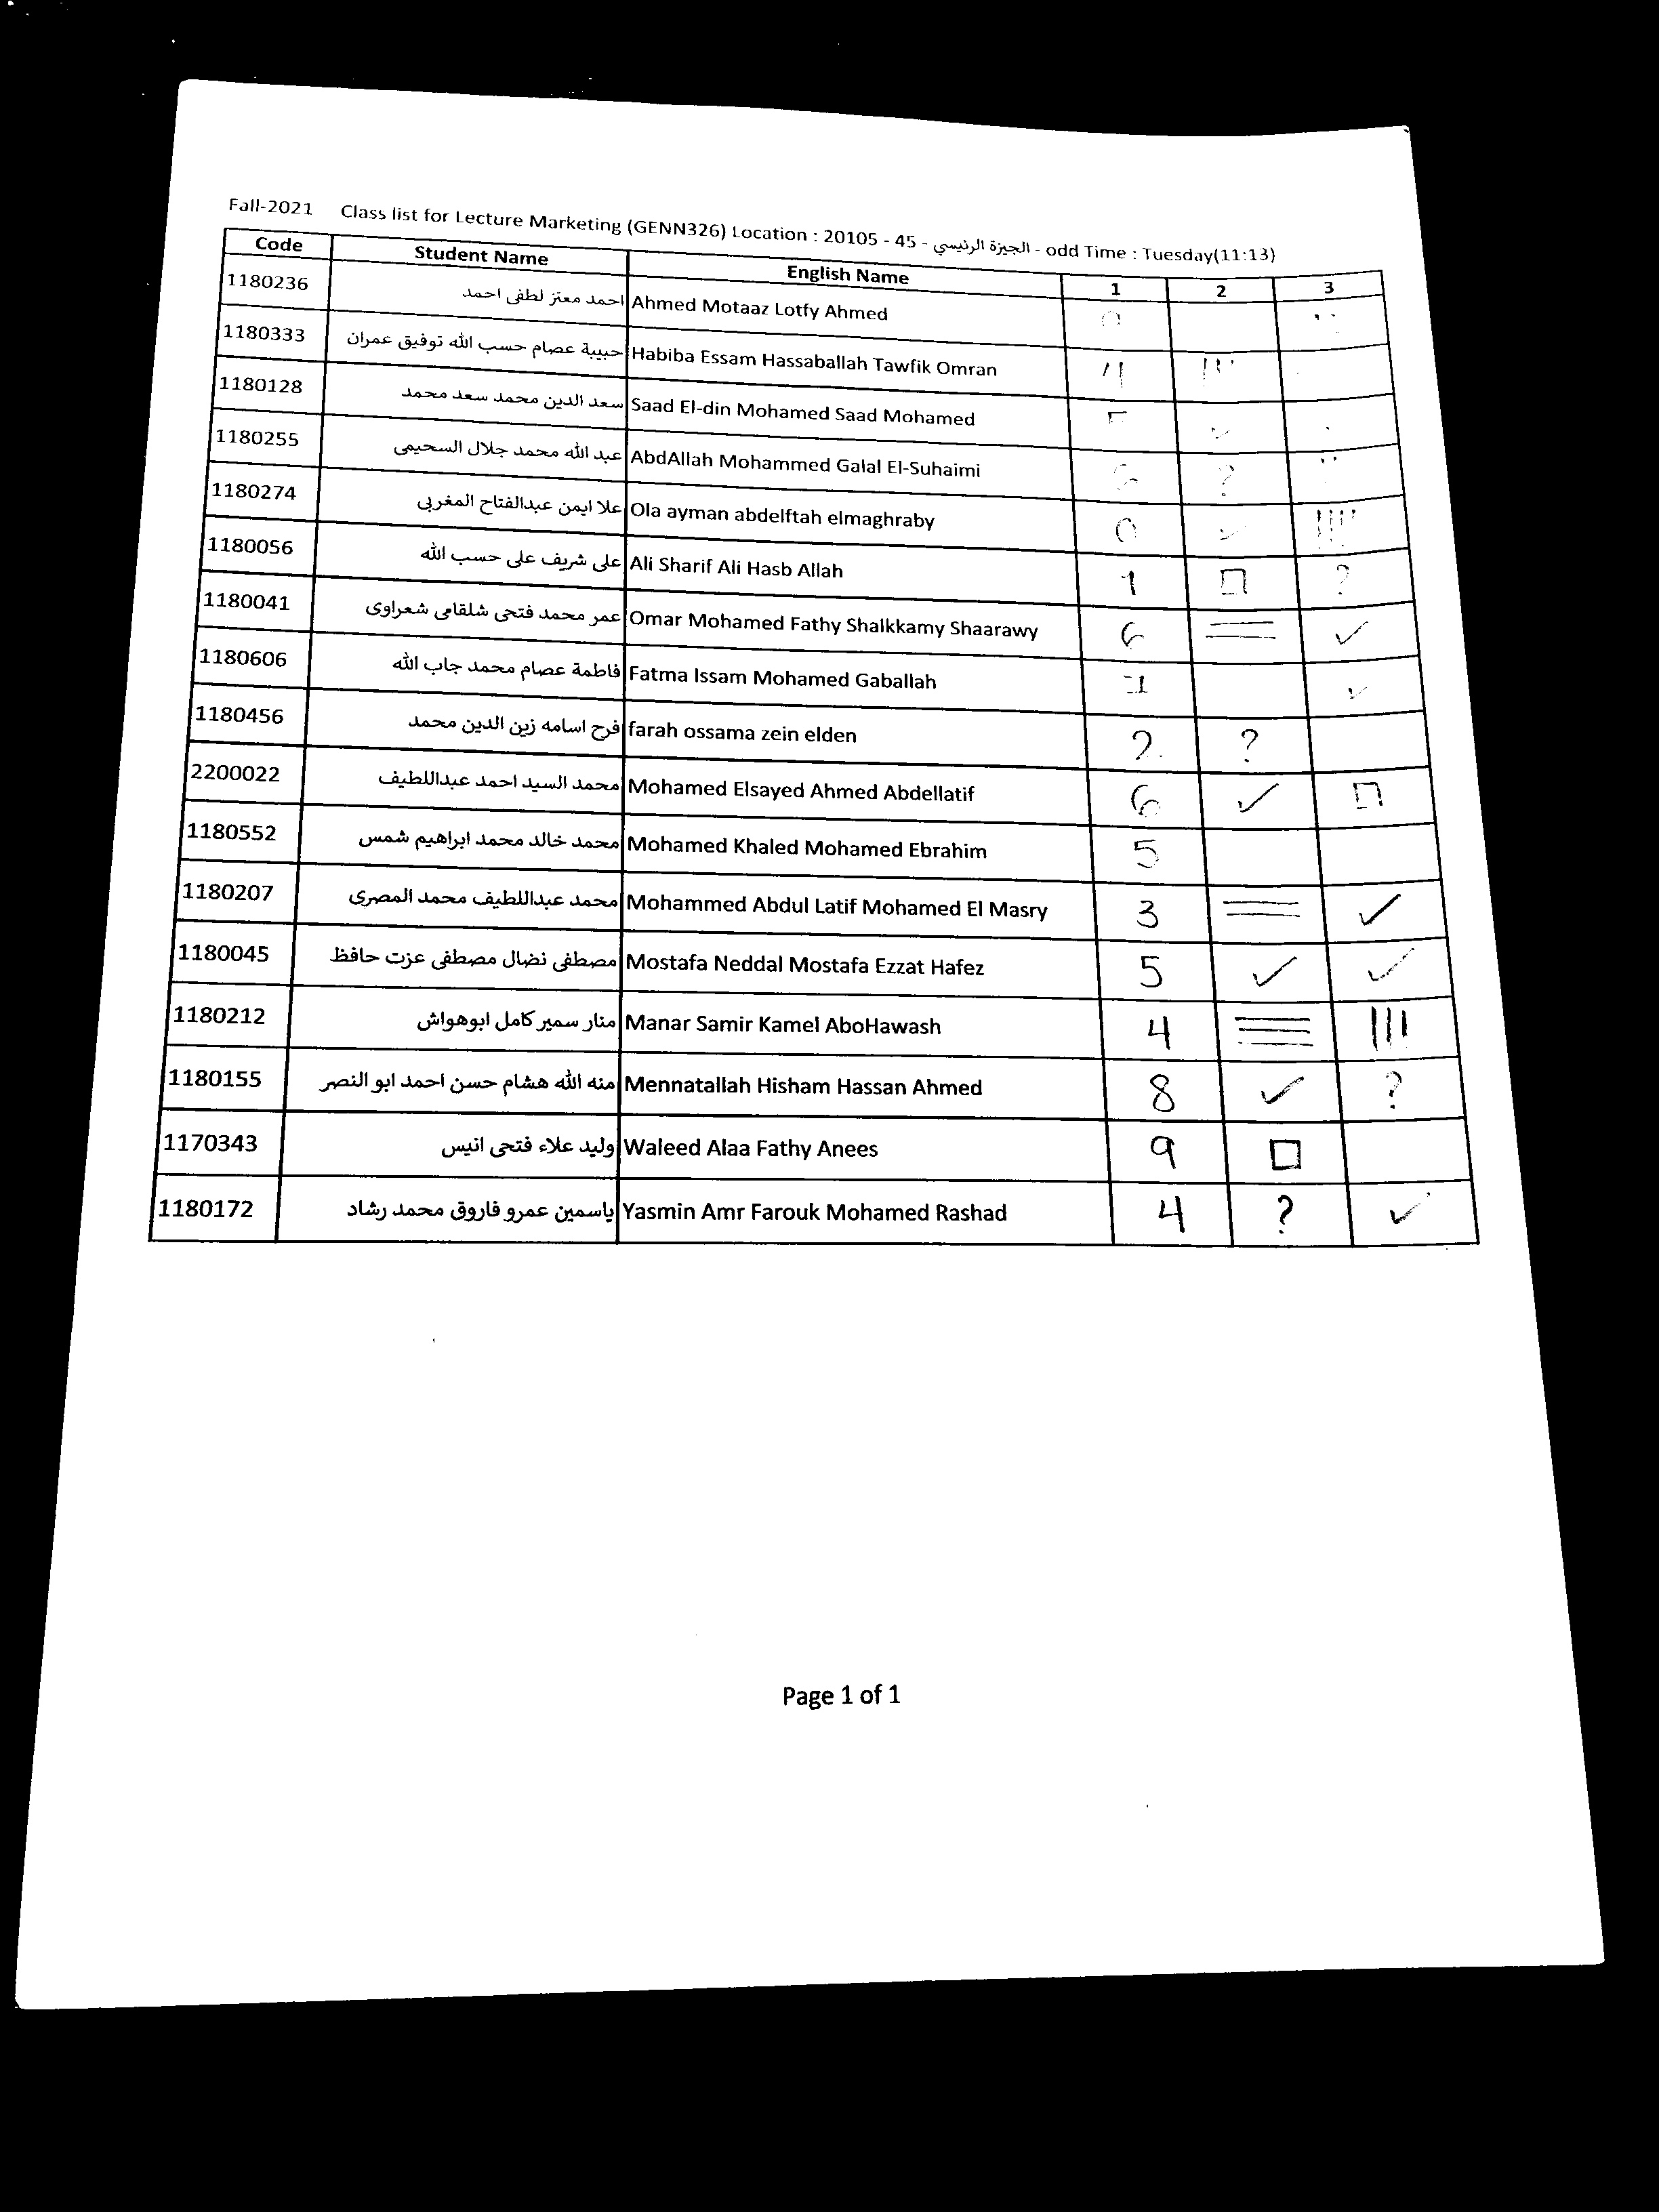 Fall-2021 Class list for Lecture Marketing (GENN326) Location : 20105 - 45 - الجيزة الرئيسي - odd Time : Tuesday(11:13)
Code Student Name English Name 1 2 3
1180236 احمد معتز لطفى احمد Ahmed Motaaz Lotfy Ahmed
1180333 حبيبة عصام حسب الله توفيق عمران Habiba Essam Hassaballah Tawfik Omran
1180128 سعد الدين محمد سعد محمد Saad El-din Mohamed Saad Mohamed ✓
1180255 عبد الله محمد جلال السحيمى AbdAllah Mohammed Galal El-Suhaimi ?
1180274 علا ايمن عبدالفتاح المغربي Ola ayman abdelftah elmaghraby 0 ✓
1180056 على شريف على حسب الله Ali Sharif Ali Hasb Allah 1 □ ?
1180041 عمر محمد فتحى شلقامى شعراوى Omar Mohamed Fathy Shalkkamy Shaarawy 6 = ✓
1180606 فاطمة عصام محمد جاب الله Fatma Issam Mohamed Gaballah ✓
1180456 فرح اسامه زين الدين محمد farah ossama zein elden 2 ?
2200022 محمد السيد احمد عبداللطيف Mohamed Elsayed Ahmed Abdellatif 6 ✓ □
1180552 محمد خالد محمد ابراهيم شمس Mohamed Khaled Mohamed Ebrahim 5
1180207 محمد عبداللطيف محمد المصرى Mohammed Abdul Latif Mohamed El Masry 3 = ✓
1180045 مصطفى نضال مصطفى عزت حافظ Mostafa Neddal Mostafa Ezzat Hafez 5 ✓ ✓
1180212 منار سمير كامل ابوهواش Manar Samir Kamel AboHawash 4 ≡ |||
1180155 منه الله هشام حسن احمد ابو النصر Mennatallah Hisham Hassan Ahmed 8 ✓ ?
1170343 وليد علاء فتحى انيس Waleed Alaa Fathy Anees 9 □
1180172 ياسمين عمرو فاروق محمد رشاد Yasmin Amr Farouk Mohamed Rashad 4 ? ✓
Page 1 of 1